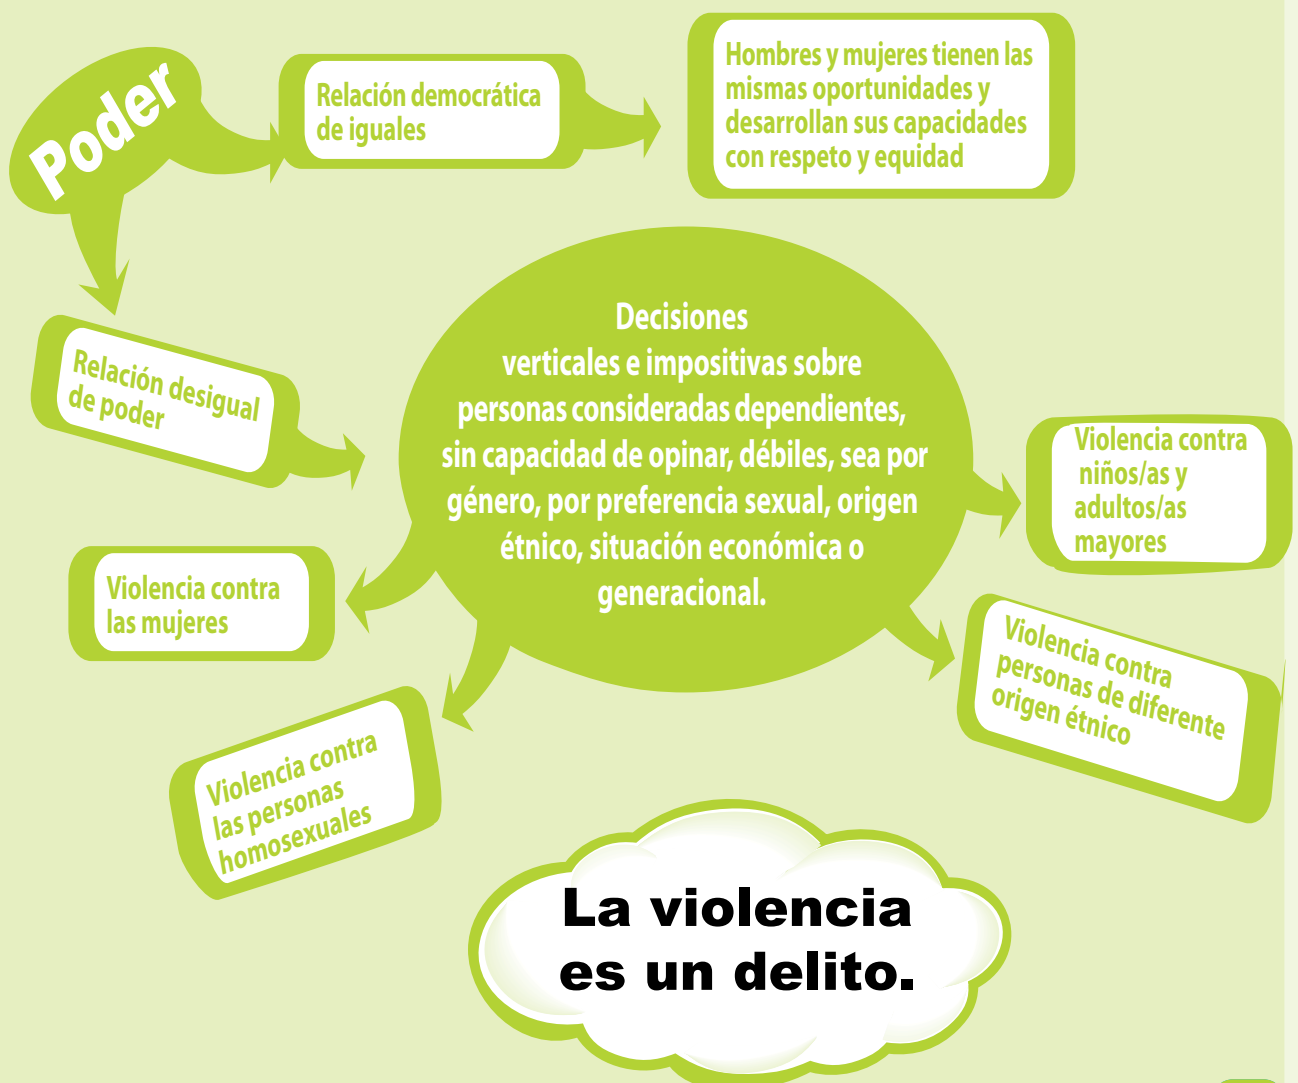 Poder
Relación democrática
de iguales
Hombres y mujeres tienen las
mismas oportunidades y
desarrollan sus capacidades
con respeto y equidad
Relación desigual
de poder
Decisiones
verticales e impositivas sobre
personas consideradas dependientes,
sin capacidad de opinar, débiles, sea por
género, por preferencia sexual, origen
étnico, situación económica o
generacional.
Violencia contra
niños/as y
adultos/as
mayores
Violencia contra
las mujeres
Violencia contra
personas de diferente
origen étnico
Violencia contra
las personas
homosexuales
La violencia
es un delito.